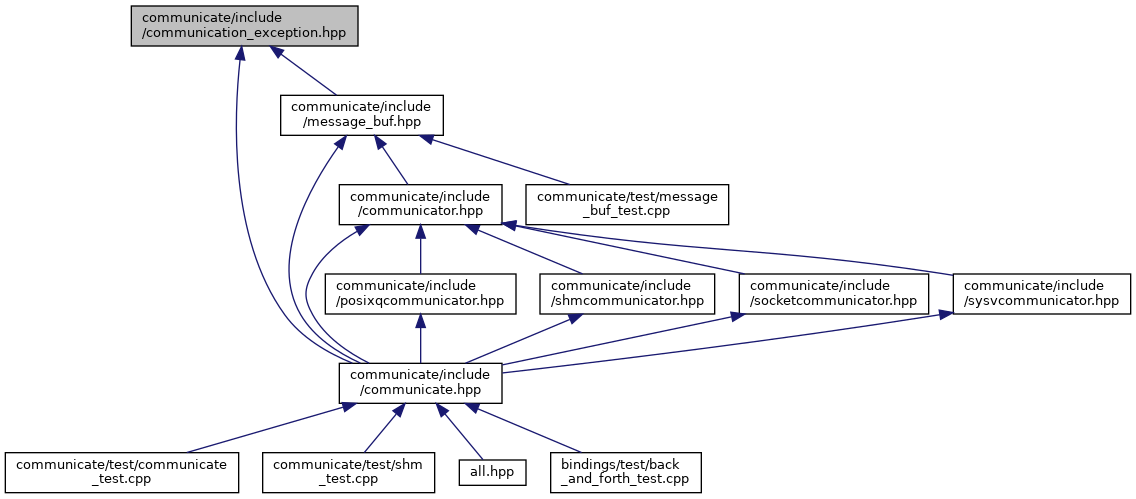 communicate/include
/communication_exception.hpp
communicate/include
/message_buf.hpp
communicate/include
/communicator.hpp
communicate/test/message
_buf_test.cpp
communicate/include
/posixqcommunicator.hpp
communicate/include
/shmcommunicator.hpp
communicate/include
/socketcommunicator.hpp
communicate/include
/sysvcommunicator.hpp
communicate/include
/communicate.hpp
communicate/test/communicate
_test.cpp
communicate/test/shm
_test.cpp
all.hpp
bindings/test/back
_and_forth_test.cpp